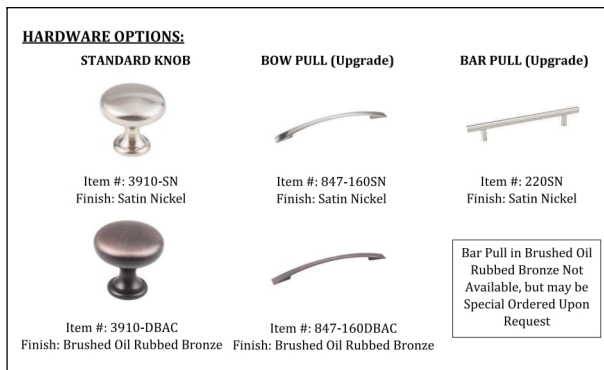 HARDWARE OPTIONS:
STANDARD KNOB
BOW PULL (Upgrade)
BAR PULL (Upgrade)
Item #: 3910-SN
Finish: Satin Nickel
Item #: 847-160SN
Finish: Satin Nickel
Item #: 220SN
Finish: Satin Nickel
Item #: 3910-DBAC
Finish: Brushed Oil Rubbed Bronze
Item #: 847-160DBAC
Finish: Brushed Oil Rubbed Bronze
Bar Pull in Brushed Oil
Rubbed Bronze Not
Available, but may be
Special Ordered Upon
Request